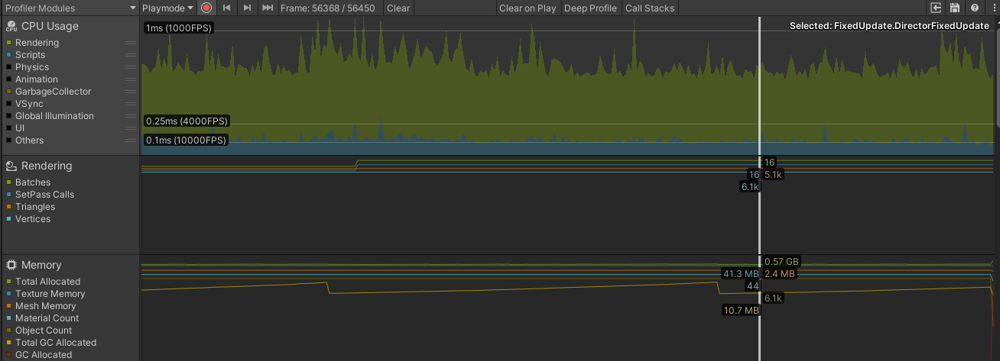 Profiler Modules Playmode Frame: 56368 / 56450 Clear Clear on Play Deep Profile Call Stacks
CPU Usage
Rendering
Scripts
Physics
Animation
GarbageCollector
VSync
Global Illumination
UI
Others
1ms (1000FPS)
Selected: FixedUpdate.DirectorFixedUpdate
0.25ms (4000FPS)
0.1ms (10000FPS)
Rendering
Batches
SetPass Calls
Triangles
Vertices
16
16 5.1k
6.1k
Memory
Total Allocated
Texture Memory
Mesh Memory
Material Count
Object Count
Total GC Allocated
GC Allocated
0.57 GB
41.3 MB 2.4 MB
44
6.1k
10.7 MB